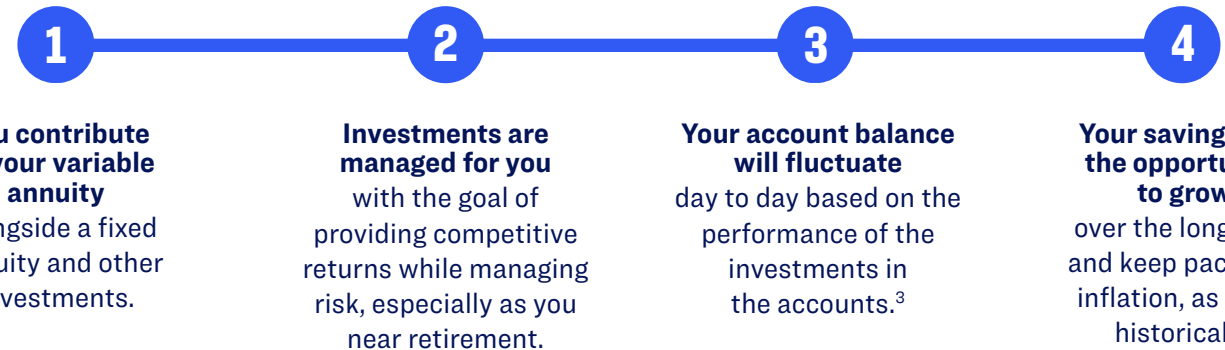 1
u contribute
your variable
annuity
ngside a fixed
uity and other
vestments.
2
Investments are
managed for you
with the goal of
providing competitive
returns while managing
risk, especially as you
near retirement.
3
Your account balance
will fluctuate
day to day based on the
performance of the
investments in
the accounts.³
4
Your saving
the opportu
to grow
over the long
and keep pac
inflation, as
historical